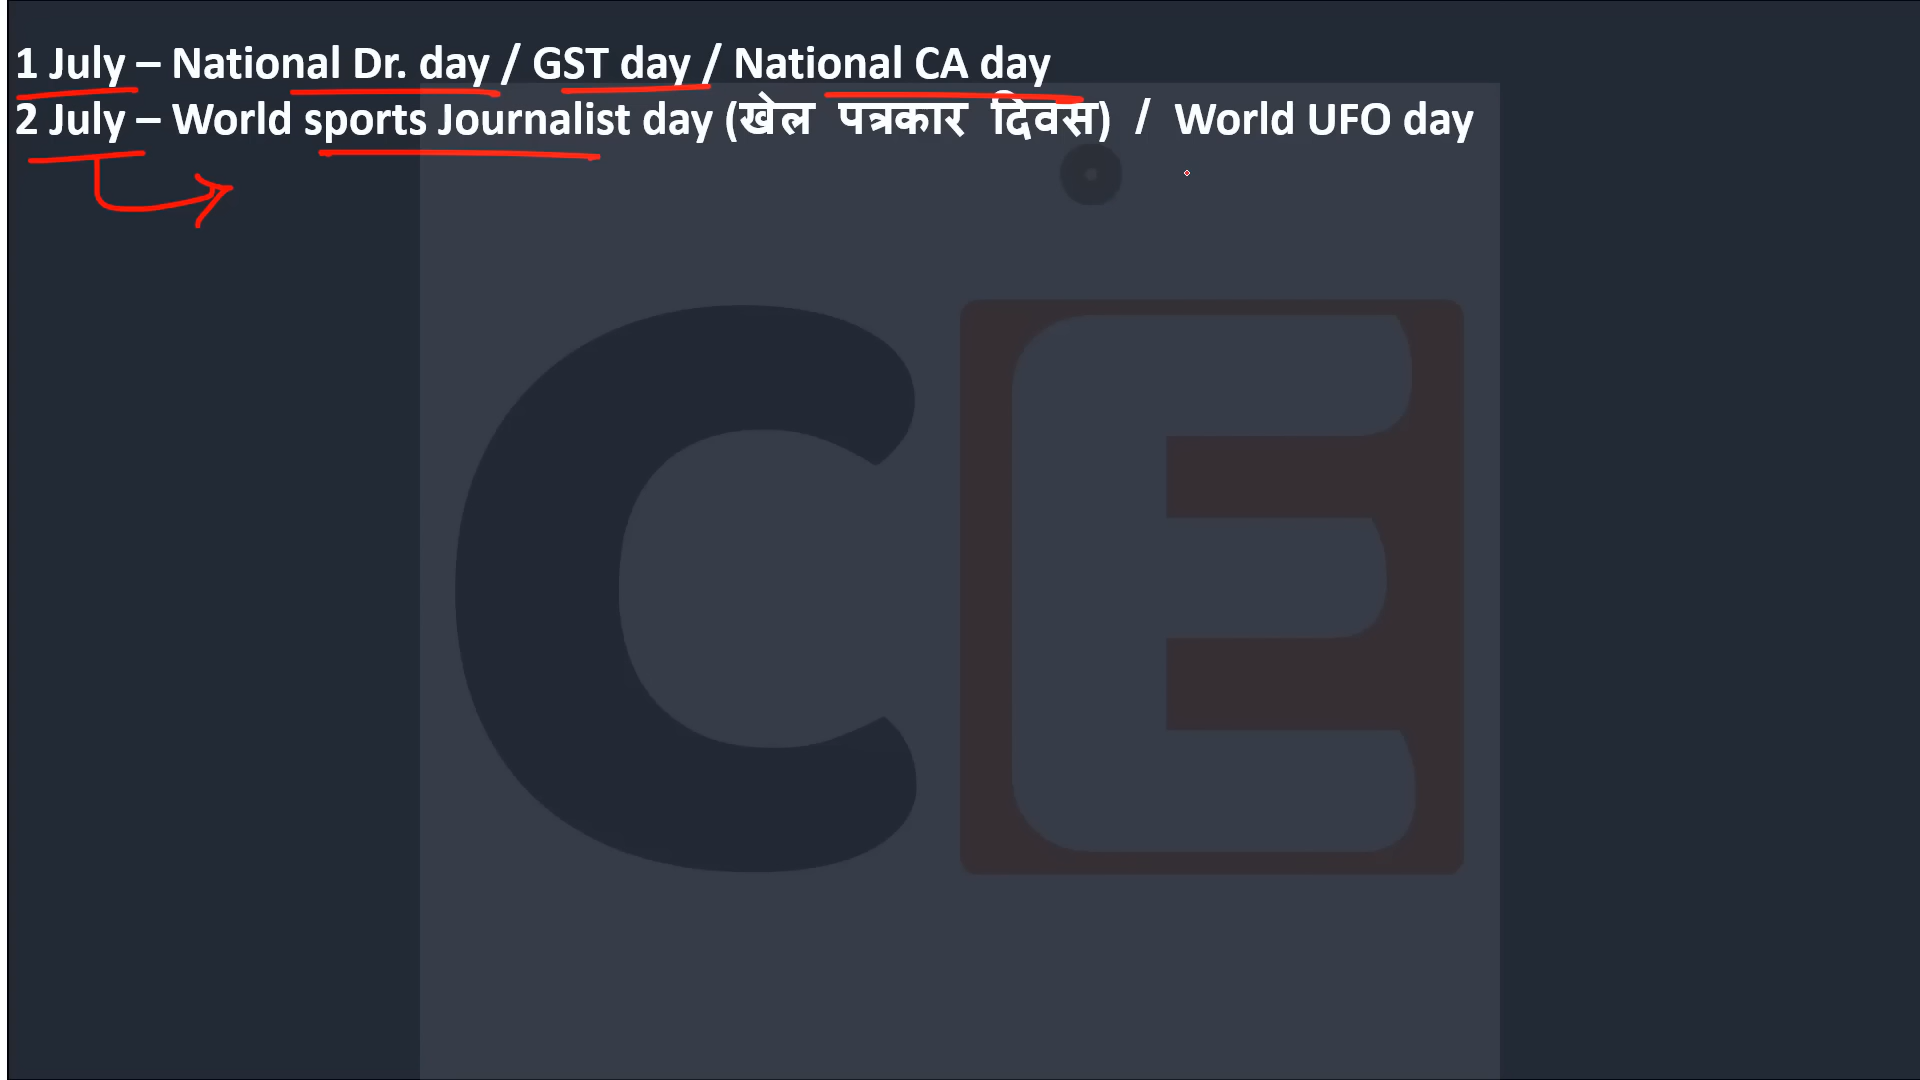 1 July – National Dr. day / GST day / National CA day
2 July – World sports Journalist day (खेल पत्रकार दिवस) / World UFO day
CE